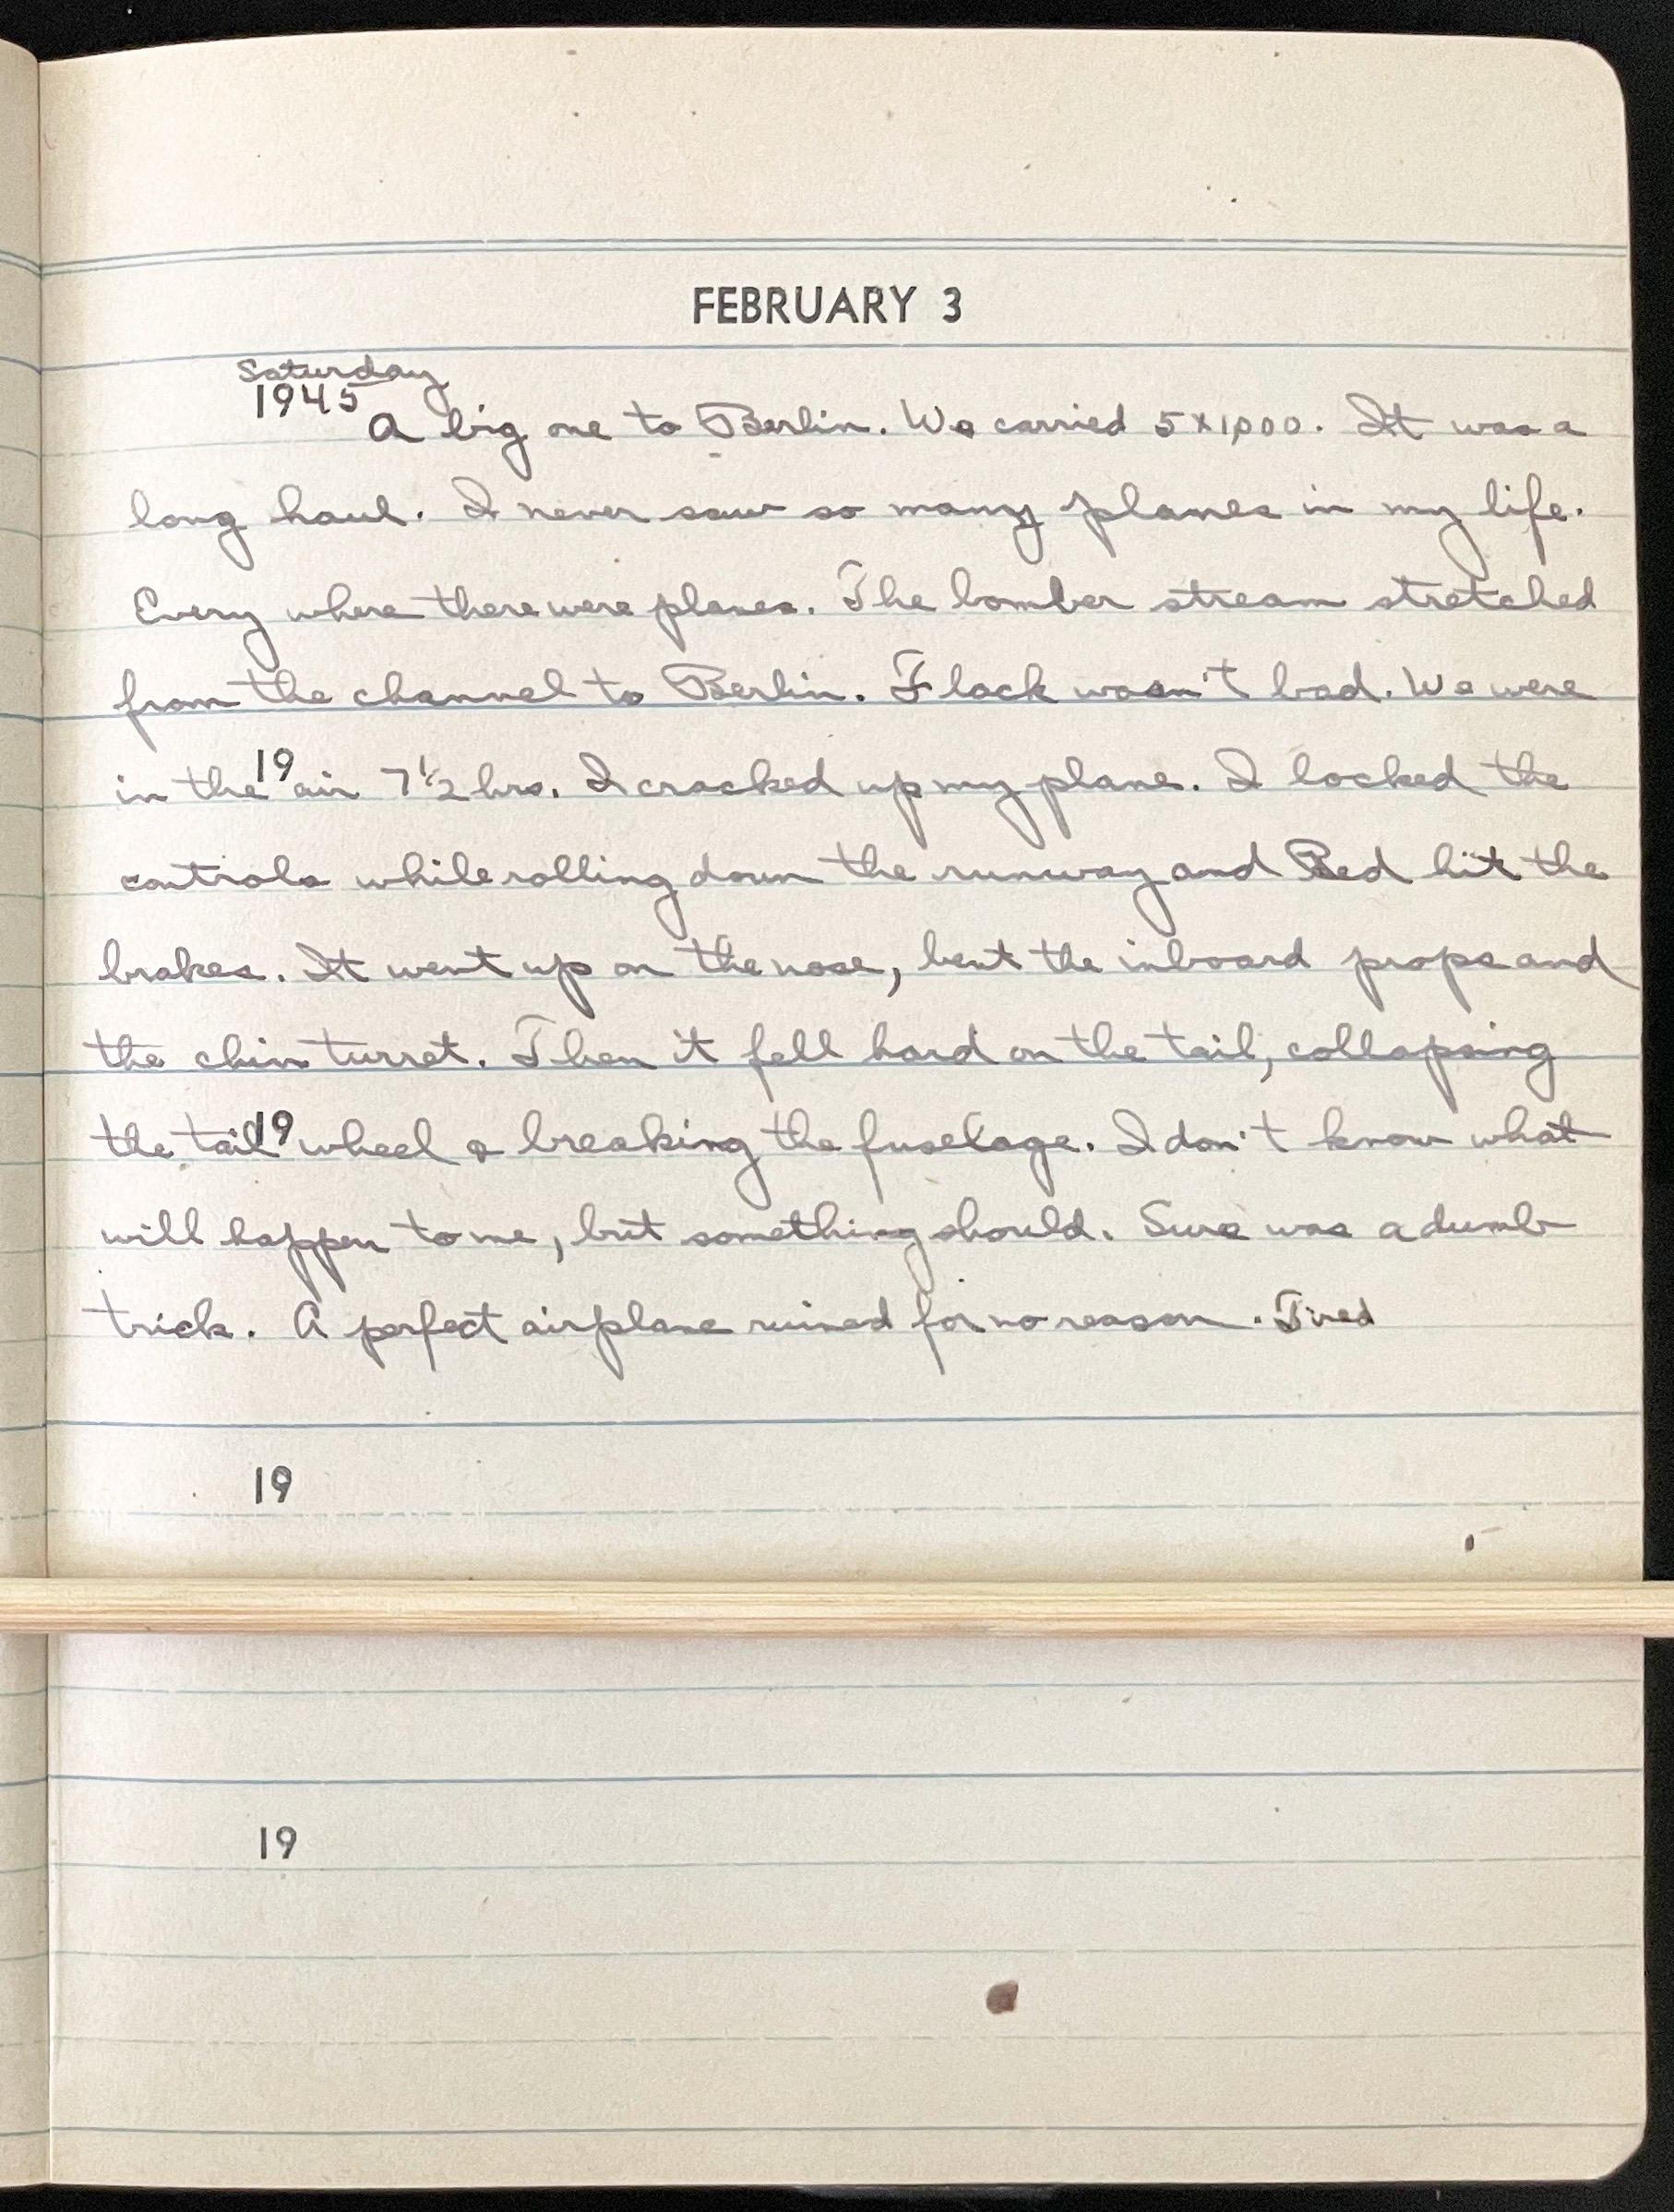 FEBRUARY 3
Saturday
1945
A big one to Berlin. We carried 5x1,000. It was a
long haul. I never saw so many planes in my life.
Every where there were planes. The bomber stream stretched
from the channel to Berlin. Flack wasn't bad. We were
in the 19 air 7 1/2 hrs. I cracked up my plane. I locked the
controls while rolling down the runway and Red hit the
brakes. It went up on the nose, bent the inboard props and
the chin turret. Then it fell hard on the tail, collapsing
the tail 19 wheel & breaking the fuselage. I don't know what
will happen to me, but something should. Sure was a dumb
trick. A perfect airplane ruined for no reason. Tired
19
19